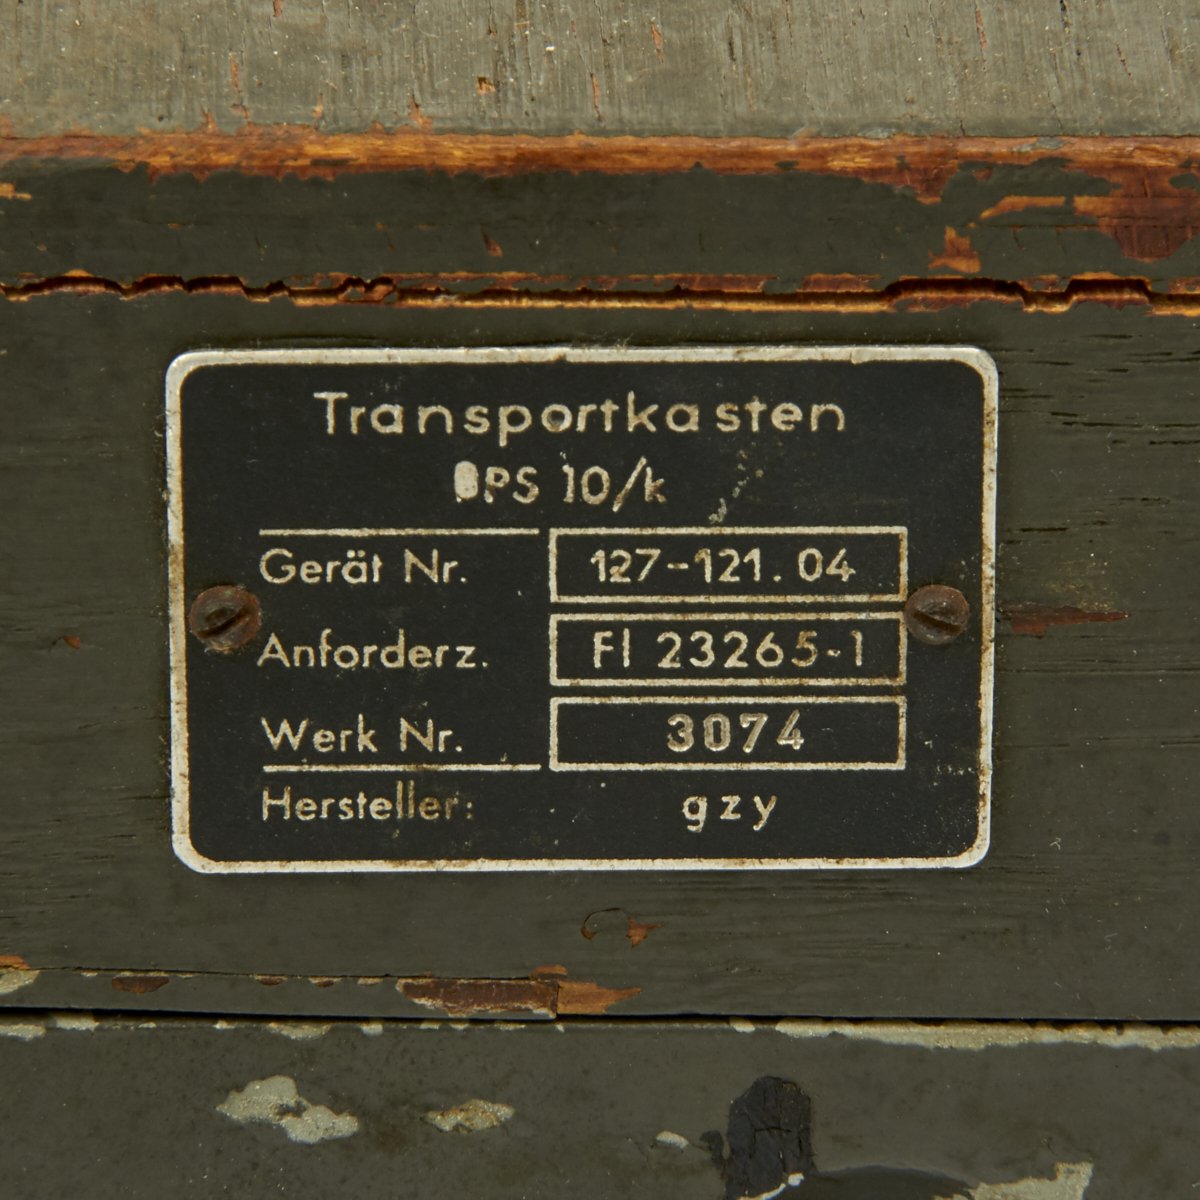 Transportkasten
PS 10/k
Gerät Nr. 127-121.04
Anforderz. Fl 23265-1
Werk Nr. 3074
Hersteller: gzy